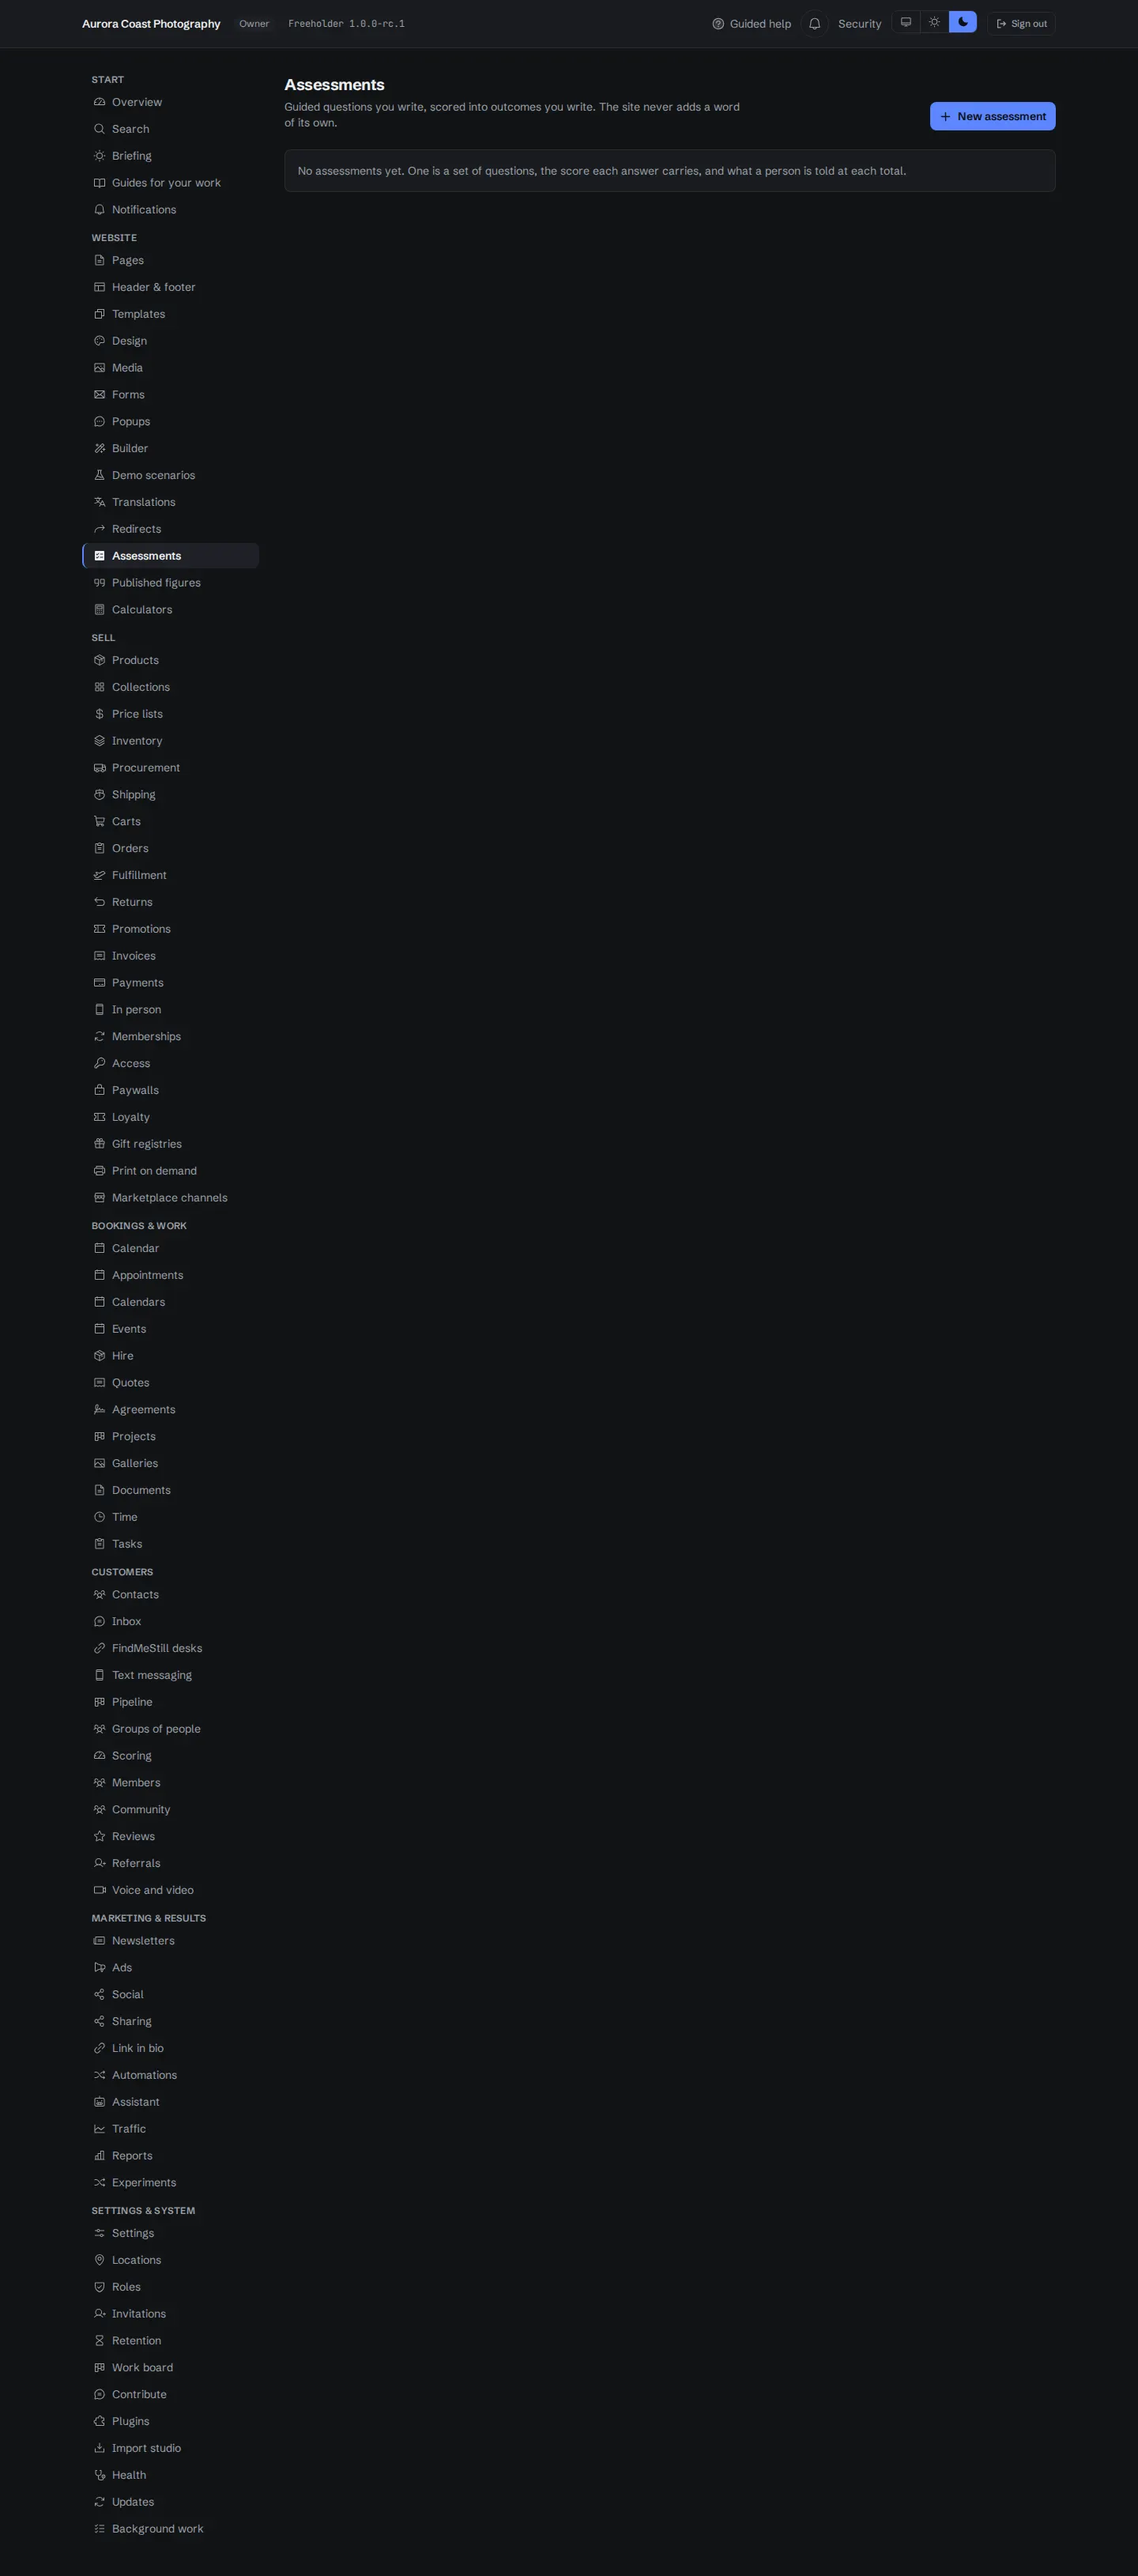 Aurora Coast Photography
Owner
Freeholder 1.0.0-rc.1
Guided help
Security
Sign out
START
Overview
Search
Briefing
Guides for your work
Notifications
WEBSITE
Pages
Header & footer
Templates
Design
Media
Forms
Popups
Builder
Demo scenarios
Translations
Redirects
Assessments
Published figures
Calculators
SELL
Products
Collections
Price lists
Inventory
Procurement
Shipping
Carts
Orders
Fulfillment
Returns
Promotions
Invoices
Payments
In person
Memberships
Access
Paywalls
Loyalty
Gift registries
Print on demand
Marketplace channels
BOOKINGS & WORK
Calendar
Appointments
Calendars
Events
Hire
Quotes
Agreements
Projects
Galleries
Documents
Time
Tasks
CUSTOMERS
Contacts
Inbox
FindMeStill desks
Text messaging
Pipeline
Groups of people
Scoring
Members
Community
Reviews
Referrals
Voice and video
MARKETING & RESULTS
Newsletters
Ads
Social
Sharing
Link in bio
Automations
Assistant
Traffic
Reports
Experiments
SETTINGS & SYSTEM
Settings
Locations
Roles
Invitations
Retention
Work board
Contribute
Plugins
Import studio
Health
Updates
Background work
Assessments
Guided questions you write, scored into outcomes you write. The site never adds a word
of its own.
New assessment
No assessments yet. One is a set of questions, the score each answer carries, and what a person is told at each total.